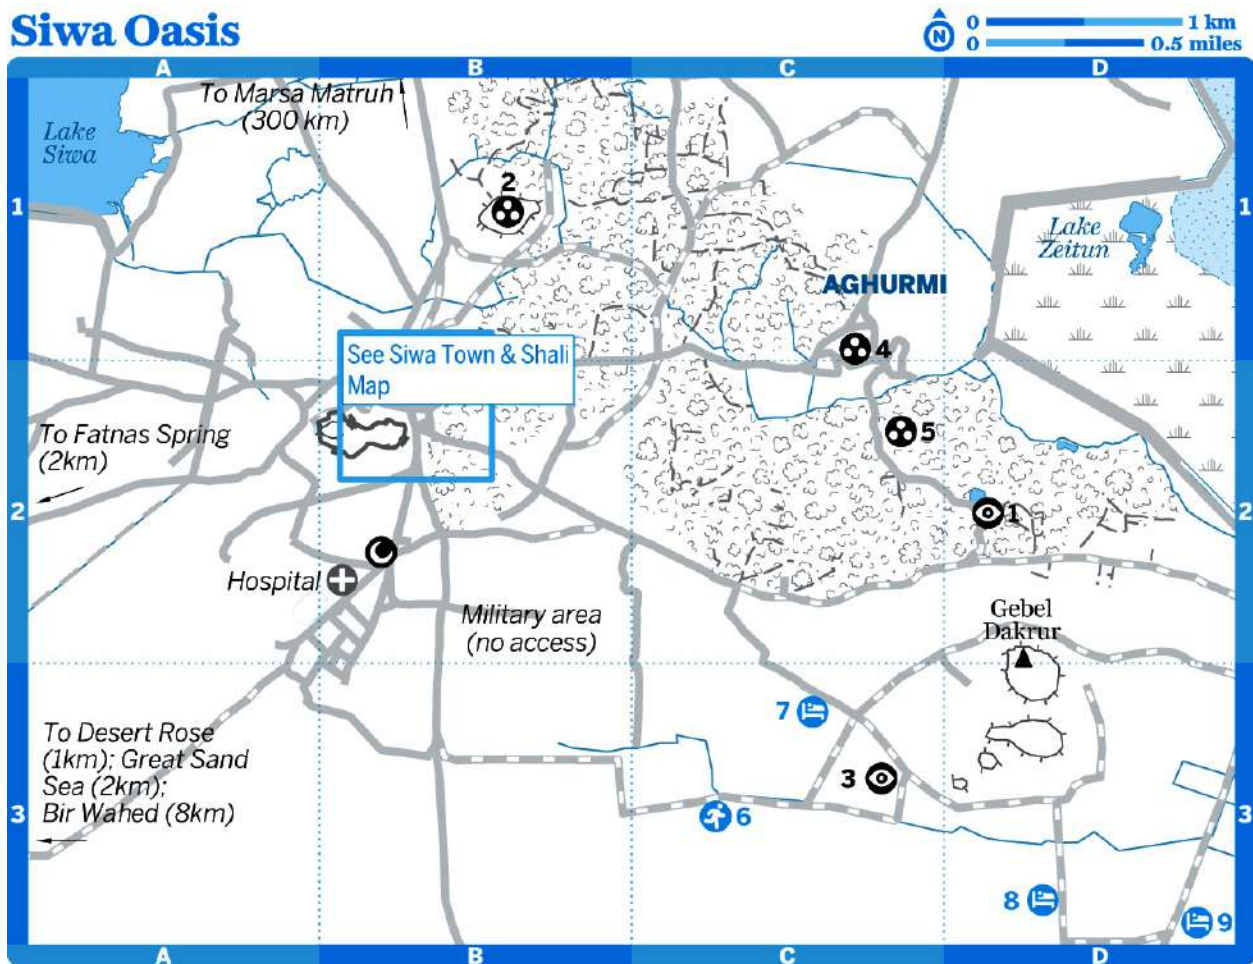 Siwa Oasis
N
0 1 km
0 0.5 miles
A B C D
To Marsa Matruh
(300 km)
Lake
Siwa
2
1 1
Lake
Zeitun
AGHURMI
See Siwa Town & Shali
Map
4
To Fatnas Spring
(2km)
5
2 1 2
Hospital
Military area
(no access)
Gebel
Dakrur
7
To Desert Rose
(1km); Great Sand
Sea (2km);
Bir Wahed (8km)
3
3 6 3
8
9
A B C D